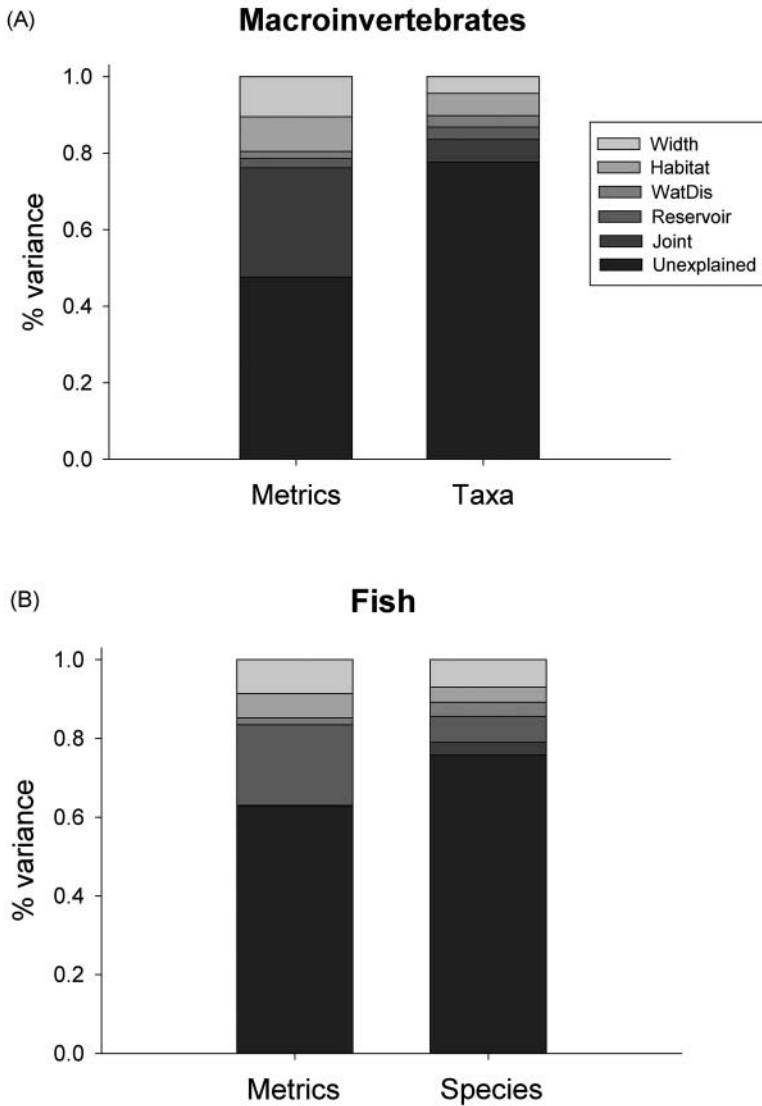 (A)
Macroinvertebrates
% variance
1.0
0.8
0.6
0.4
0.2
0.0
Metrics Taxa
Width
Habitat
WatDis
Reservoir
Joint
Unexplained
(B)
Fish
% variance
1.0
0.8
0.6
0.4
0.2
0.0
Metrics Species